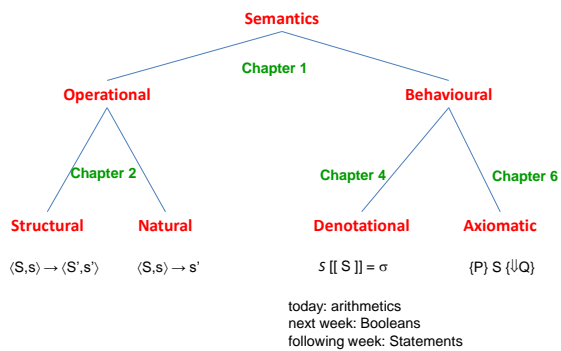 Semantics
Chapter 1
Operational
Behavioural
Chapter 2
Chapter 4
Chapter 6
Structural
Natural
Denotational
Axiomatic
⟨S,s⟩ → ⟨S',s'⟩
⟨S,s⟩ → s'
S [[ S ]] = σ
{P} S {⇓Q}
today: arithmetics
next week: Booleans
following week: Statements